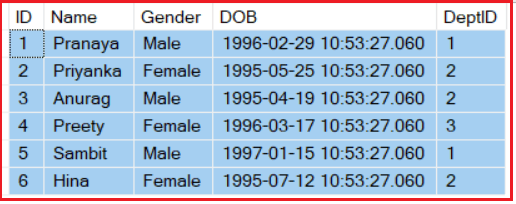 ID Name Gender DOB DeptID
1 Pranaya Male 1996-02-29 10:53:27.060 1
2 Priyanka Female 1995-05-25 10:53:27.060 2
3 Anurag Male 1995-04-19 10:53:27.060 2
4 Preety Female 1996-03-17 10:53:27.060 3
5 Sambit Male 1997-01-15 10:53:27.060 1
6 Hina Female 1995-07-12 10:53:27.060 2